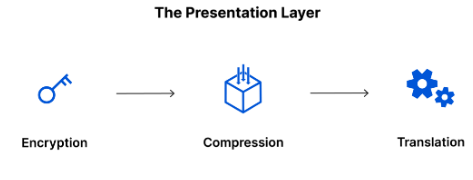 The Presentation Layer
Encryption
Compression
Translation